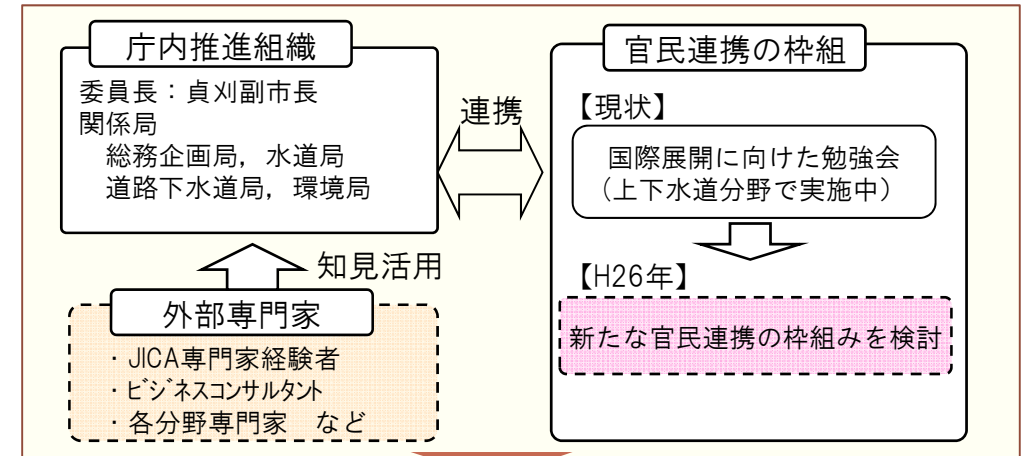 庁内推進組織
委員長：貞刈副市長
関係局
総務企画局，水道局
道路下水道局，環境局
知見活用
外部専門家
・JICA専門家経験者
・ﾋﾞｼﾞﾈｽｺﾝｻﾙﾀﾝﾄ
・各分野専門家　など
連携
官民連携の枠組
【現状】
国際展開に向けた勉強会
（上下水道分野で実施中）
【H26年】
新たな官民連携の枠組みを検討